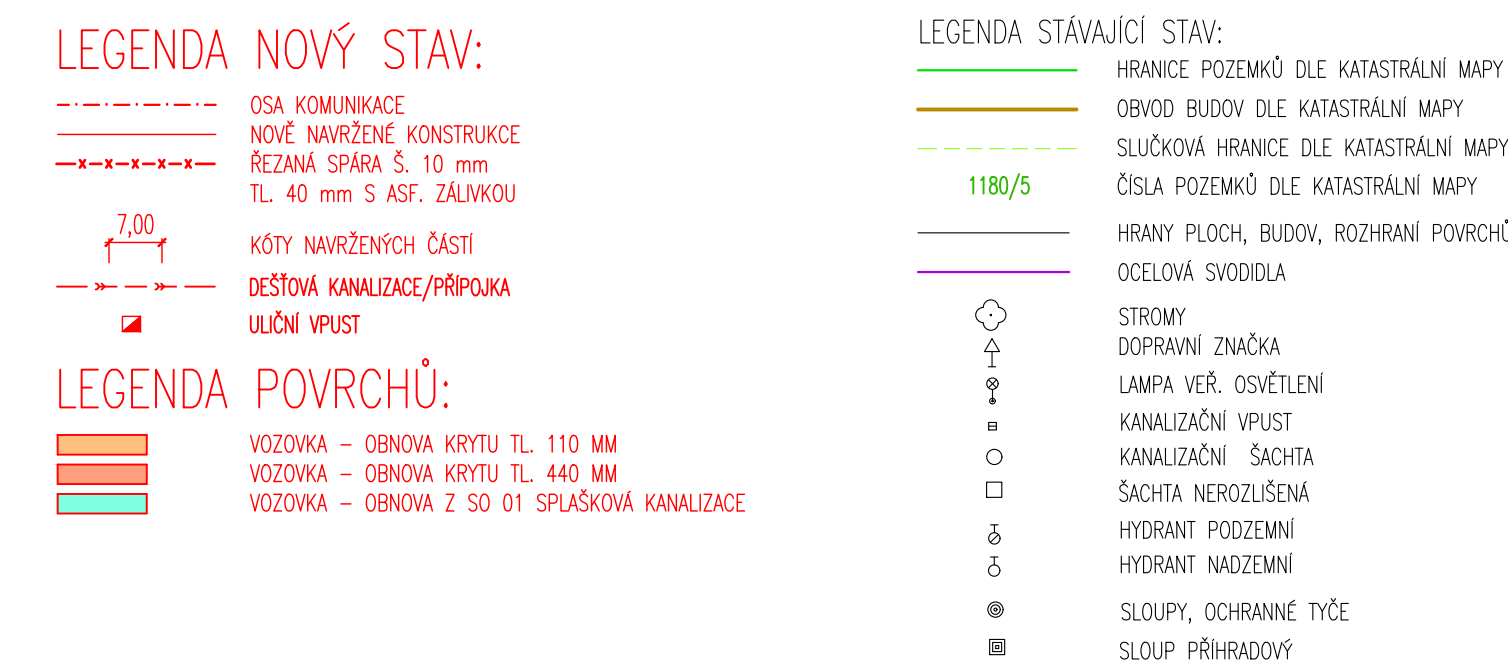 LEGENDA NOVÝ STAV:
OSA KOMUNIKACE
NOVĚ NAVRŽENÉ KONSTRUKCE
ŘEZANÁ SPÁRA Š. 10 mm
TL. 40 mm S ASF. ZÁLIVKOU
7,00
KÓTY NAVRŽENÝCH ČÁSTÍ
DEŠŤOVÁ KANALIZACE/PŘÍPOJKA
ULIČNÍ VPUST
LEGENDA POVRCHŮ:
VOZOVKA – OBNOVA KRYTU TL. 110 MM
VOZOVKA – OBNOVA KRYTU TL. 440 MM
VOZOVKA – OBNOVA Z SO 01 SPLAŠKOVÁ KANALIZACE
LEGENDA STÁVAJÍCÍ STAV:
HRANICE POZEMKŮ DLE KATASTRÁLNÍ MAPY
OBVOD BUDOV DLE KATASTRÁLNÍ MAPY
SLUČKOVÁ HRANICE DLE KATASTRÁLNÍ MAPY
1180/5 ČÍSLA POZEMKŮ DLE KATASTRÁLNÍ MAPY
HRANY PLOCH, BUDOV, ROZHRANÍ POVRCHŮ
OCELOVÁ SVODIDLA
STROMY
DOPRAVNÍ ZNAČKA
LAMPA VEŘ. OSVĚTLENÍ
KANALIZAČNÍ VPUST
KANALIZAČNÍ ŠACHTA
ŠACHTA NEROZLIŠENÁ
HYDRANT PODZEMNÍ
HYDRANT NADZEMNÍ
SLOUPY, OCHRANNÉ TYČE
SLOUP PŘÍHRADOVÝ